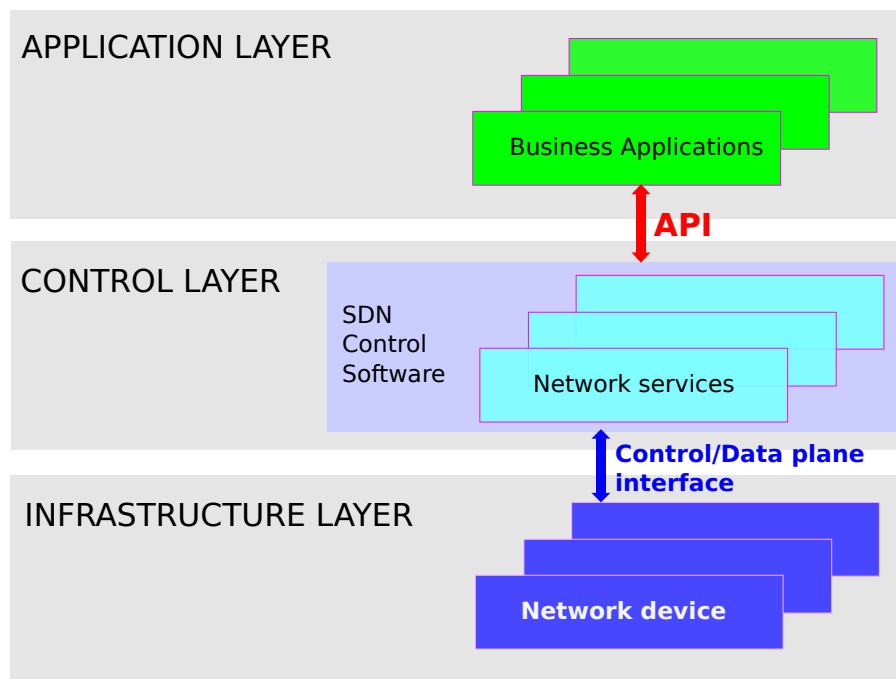 APPLICATION LAYER
Business Applications
API
CONTROL LAYER
SDN
Control
Software
Network services
Control/Data plane
interface
INFRASTRUCTURE LAYER
Network device